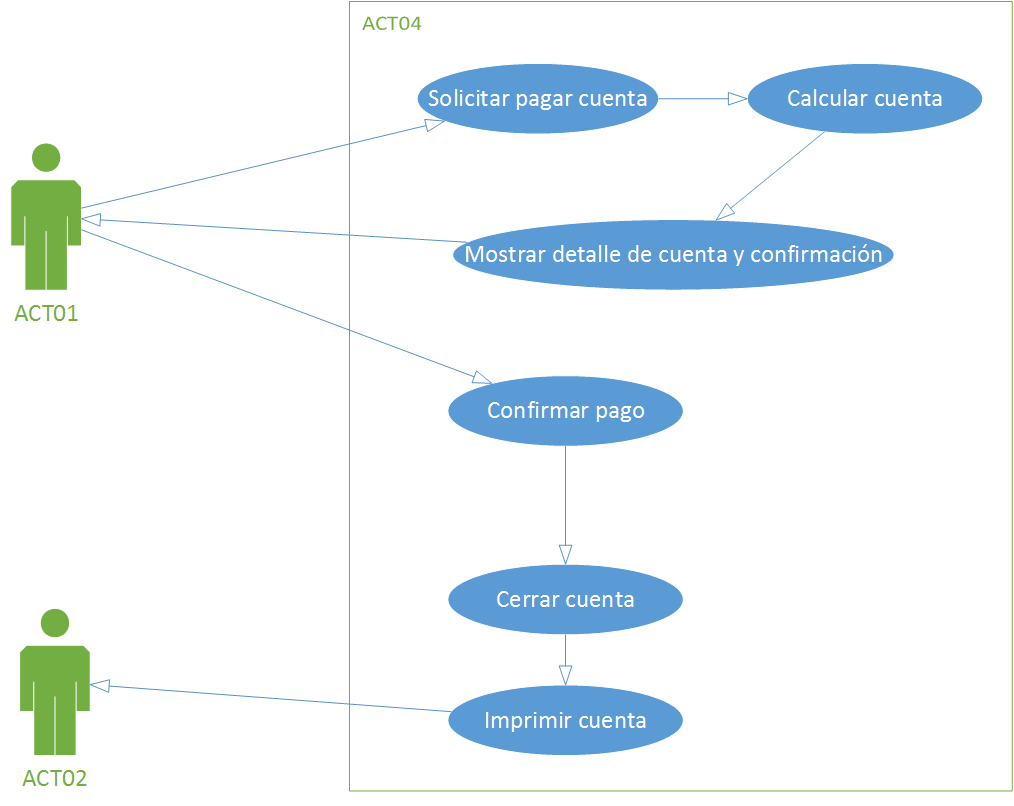 ACT04
Solicitar pagar cuenta
Calcular cuenta
Mostrar detalle de cuenta y confirmación
ACT01
Confirmar pago
Cerrar cuenta
Imprimir cuenta
ACT02